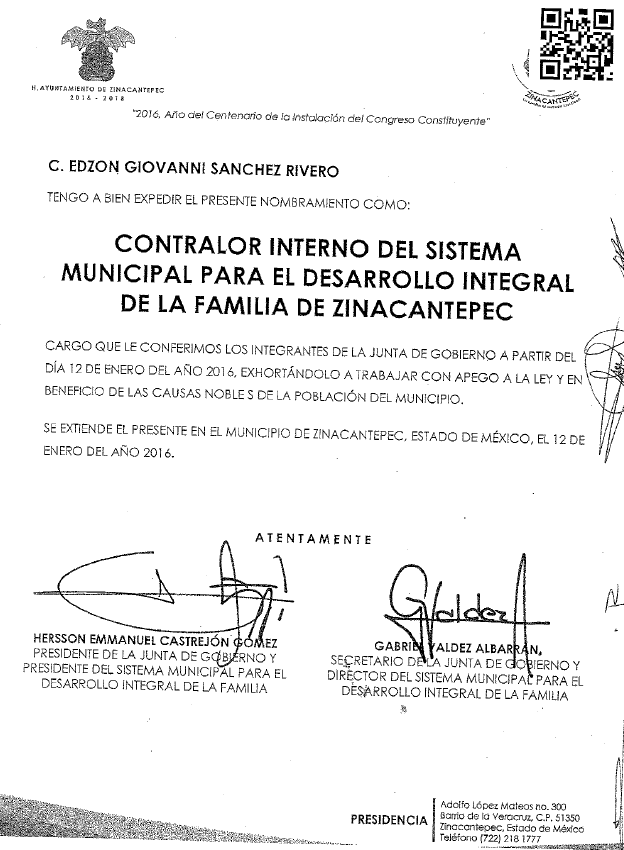 H. AYUNTAMIENTO DE ZINACANTEPEC
2016 - 2018
ZINACANTEPEC
"2016. Año del Centenario de la Instalación del Congreso Constituyente"
C. EDZON GIOVANNI SANCHEZ RIVERO
TENGO A BIEN EXPEDIR EL PRESENTE NOMBRAMIENTO COMO:
CONTRALOR INTERNO DEL SISTEMA
MUNICIPAL PARA EL DESARROLLO INTEGRAL
DE LA FAMILIA DE ZINACANTEPEC
CARGO QUE LE CONFERIMOS LOS INTEGRANTES DE LA JUNTA DE GOBIERNO A PARTIR DEL
DÍA 12 DE ENERO DEL AÑO 2016, EXHORTÁNDOLO A TRABAJAR CON APEGO A LA LEY Y EN
BENEFICIO DE LAS CAUSAS NOBLE S DE LA POBLACIÓN DEL MUNICIPIO.
SE EXTIENDE EL PRESENTE EN EL MUNICIPIO DE ZINACANTEPEC, ESTADO DE MÉXICO, EL 12 DE
ENERO DEL AÑO 2016.
ATENTAMENTE
GValdez A
HERSSON EMMANUEL CASTREJÓN GÓMEZ
PRESIDENTE DE LA JUNTA DE GOBIERNO Y
PRESIDENTE DEL SISTEMA MUNICIPAL PARA EL
DESARROLLO INTEGRAL DE LA FAMILIA
GABRIEL VALDEZ ALBARRÁN,
SECRETARIO DE LA JUNTA DE GOBIERNO Y
DIRECTOR DEL SISTEMA MUNICIPAL PARA EL
DESARROLLO INTEGRAL DE LA FAMILIA
PRESIDENCIA
Adolfo López Mateos no. 300
Barrio de la Veracruz, C.P. 51350
Zinacantepec, Estado de México
Teléfono (722) 218 1777